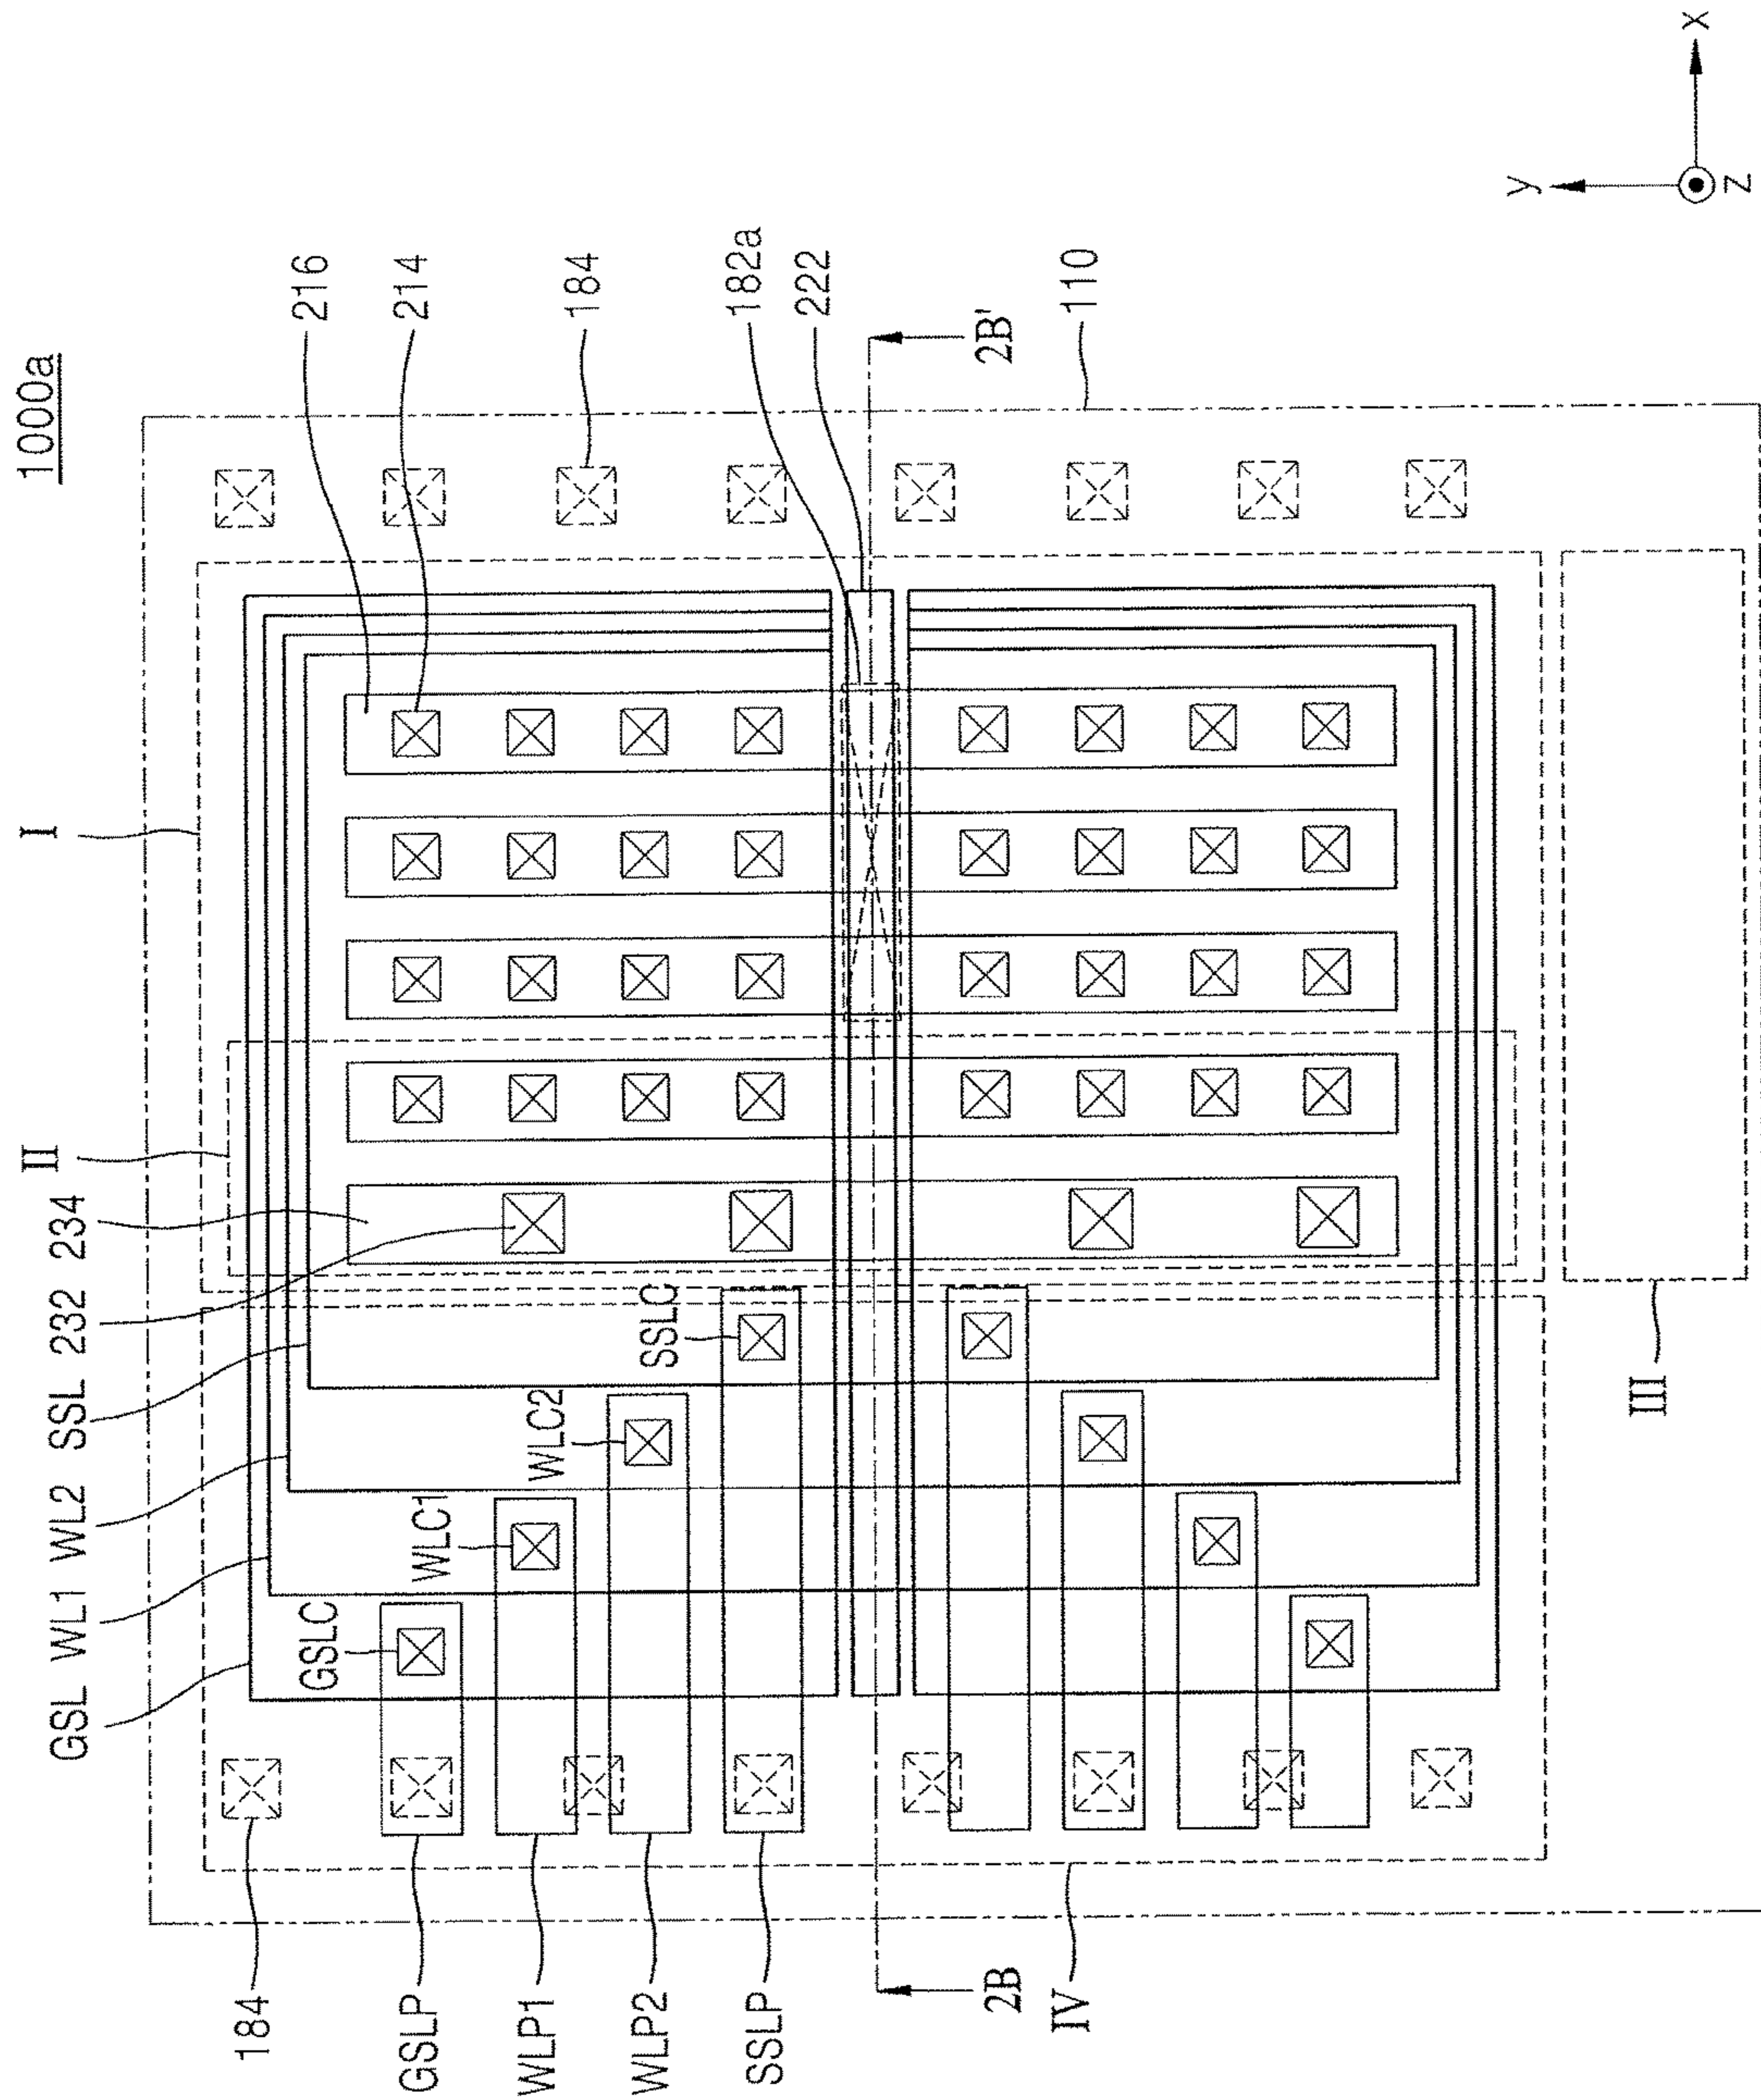 1000a
I
II
GSL WL1 WL2 SSL 232 234
216
214
184
182a
222
2B'
110
GSLC
WLC1
WLC2
SSLC
184
GSLP
WLP1
WLP2
SSLP
2B
IV
III
y
x
z